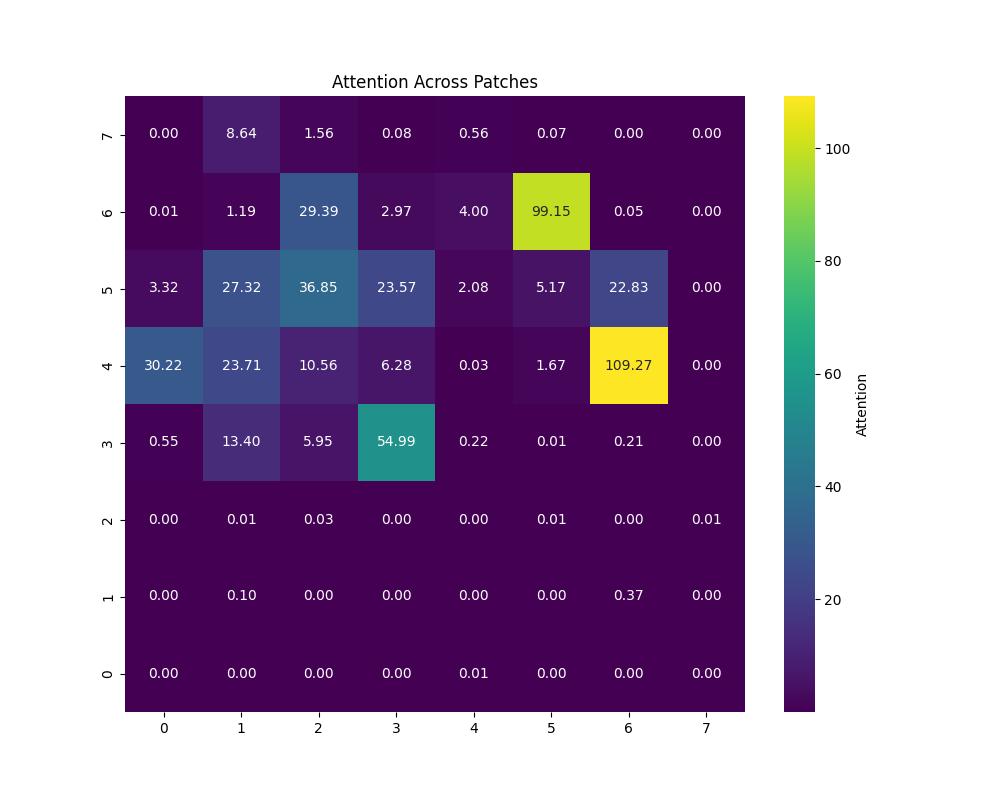 Attention Across Patches
7 0.00 8.64 1.56 0.08 0.56 0.07 0.00 0.00
6 0.01 1.19 29.39 2.97 4.00 99.15 0.05 0.00
5 3.32 27.32 36.85 23.57 2.08 5.17 22.83 0.00
4 30.22 23.71 10.56 6.28 0.03 1.67 109.27 0.00
3 0.55 13.40 5.95 54.99 0.22 0.01 0.21 0.00
2 0.00 0.01 0.03 0.00 0.00 0.01 0.00 0.01
1 0.00 0.10 0.00 0.00 0.00 0.00 0.37 0.00
0 0.00 0.00 0.00 0.00 0.01 0.00 0.00 0.00
0 1 2 3 4 5 6 7
100
80
60
40
20
Attention